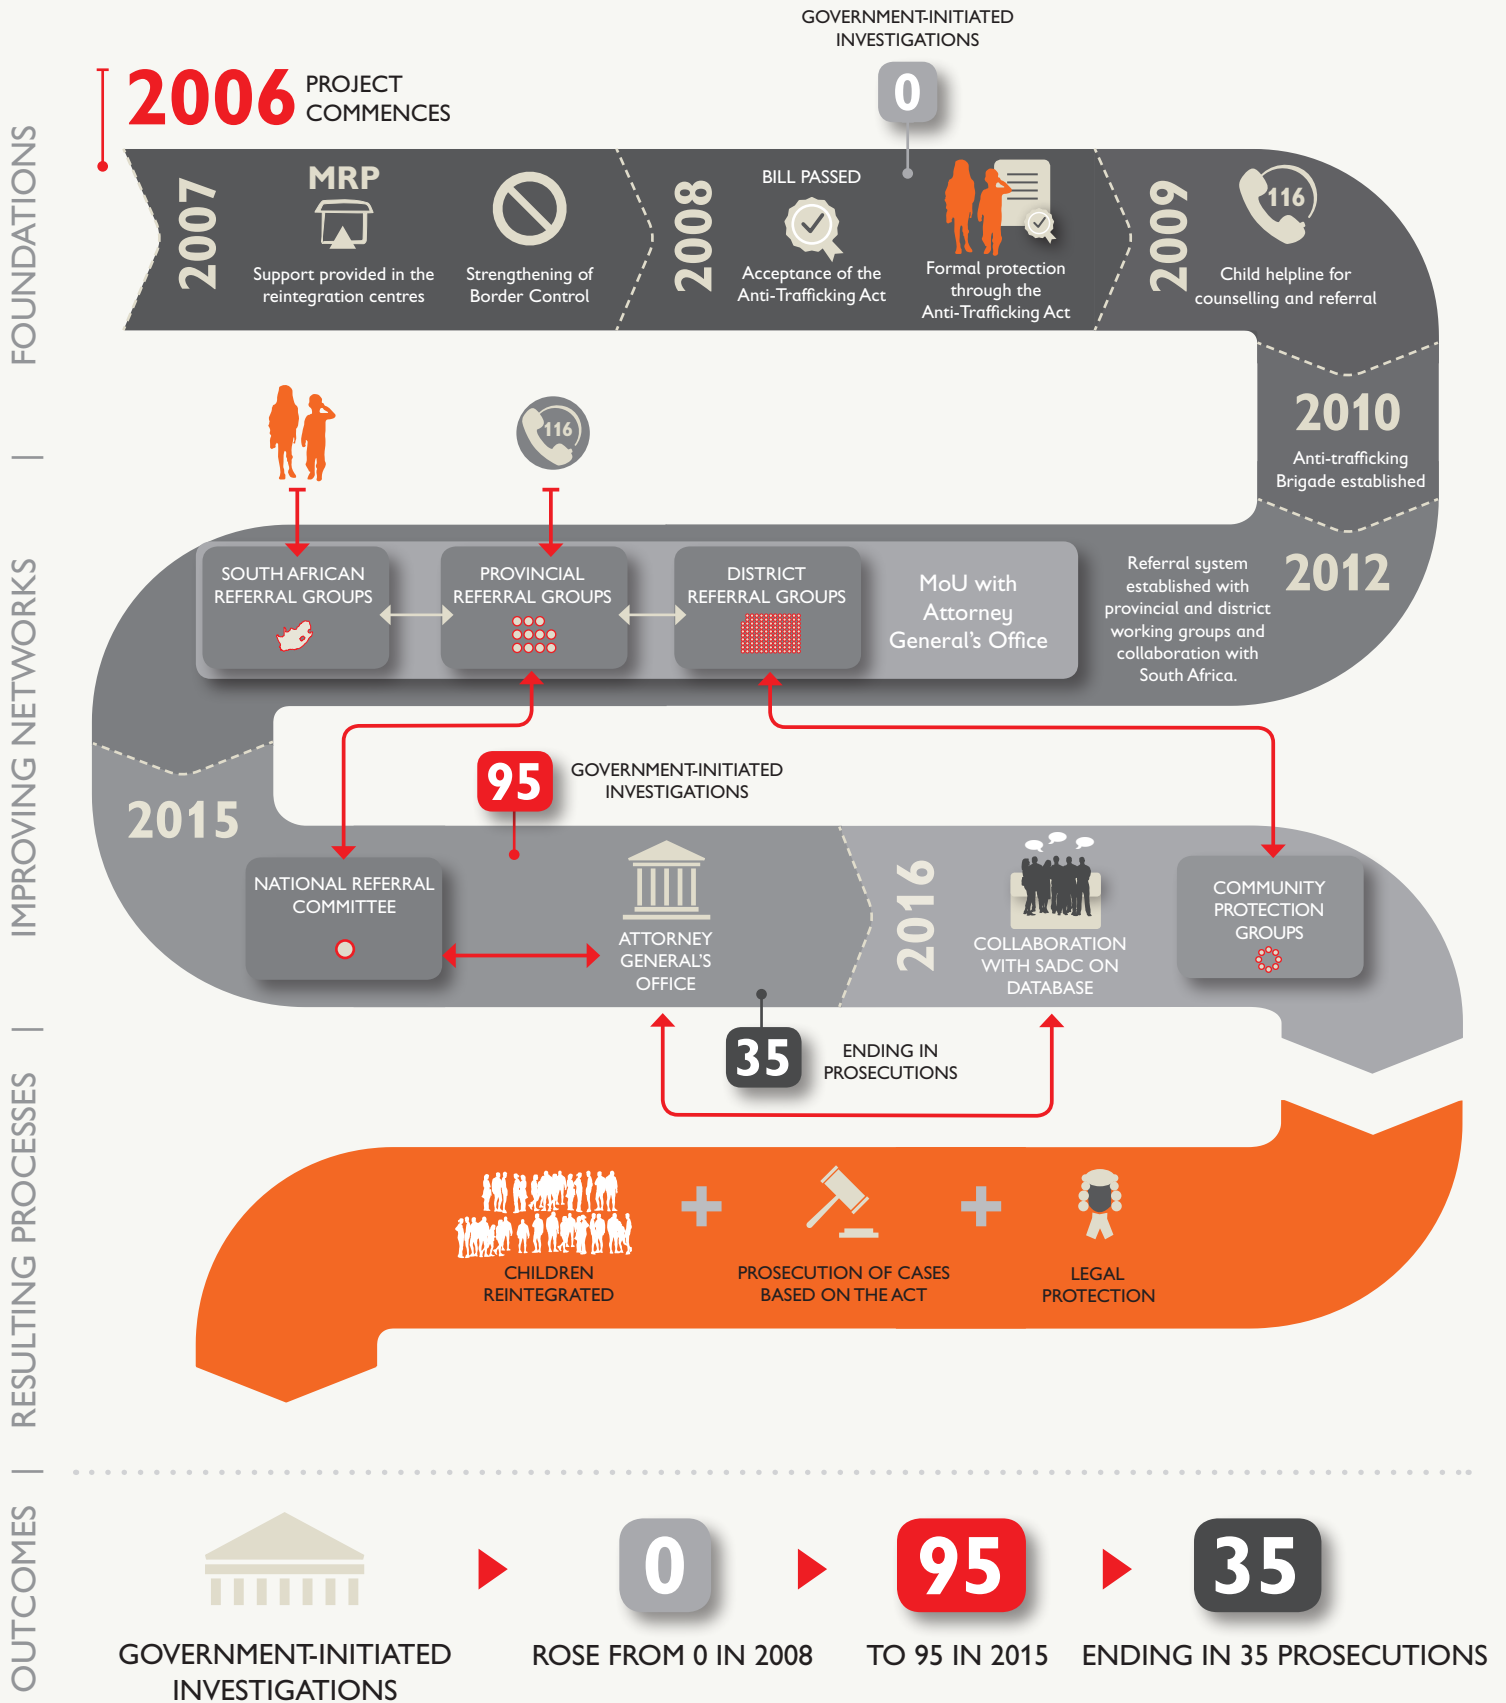 GOVERNMENT-INITIATED
INVESTIGATIONS
0
2006 PROJECT
COMMENCES
FOUNDATIONS
2007
MRP
Support provided in the
reintegration centres
Strengthening of
Border Control
2008
BILL PASSED
Acceptance of the
Anti-Trafficking Act
Formal protection
through the
Anti-Trafficking Act
2009
116
Child helpline for
counselling and referral
2010
Anti-trafficking
Brigade established
IMPROVING NETWORKS
116
SOUTH AFRICAN
REFERRAL GROUPS
PROVINCIAL
REFERRAL GROUPS
DISTRICT
REFERRAL GROUPS
MoU with
Attorney
General's Office
Referral system
established with
provincial and district
working groups and
collaboration with
South Africa.
2012
2015
95
GOVERNMENT-INITIATED
INVESTIGATIONS
NATIONAL REFERRAL
COMMITTEE
ATTORNEY
GENERAL'S
OFFICE
2016
COLLABORATION
WITH SADC ON
DATABASE
COMMUNITY
PROTECTION
GROUPS
35
ENDING IN
PROSECUTIONS
RESULTING PROCESSES
CHILDREN
REINTEGRATED
PROSECUTION OF CASES
BASED ON THE ACT
LEGAL
PROTECTION
OUTCOMES
GOVERNMENT-INITIATED
INVESTIGATIONS
0
ROSE FROM 0 IN 2008
95
TO 95 IN 2015
35
ENDING IN 35 PROSECUTIONS